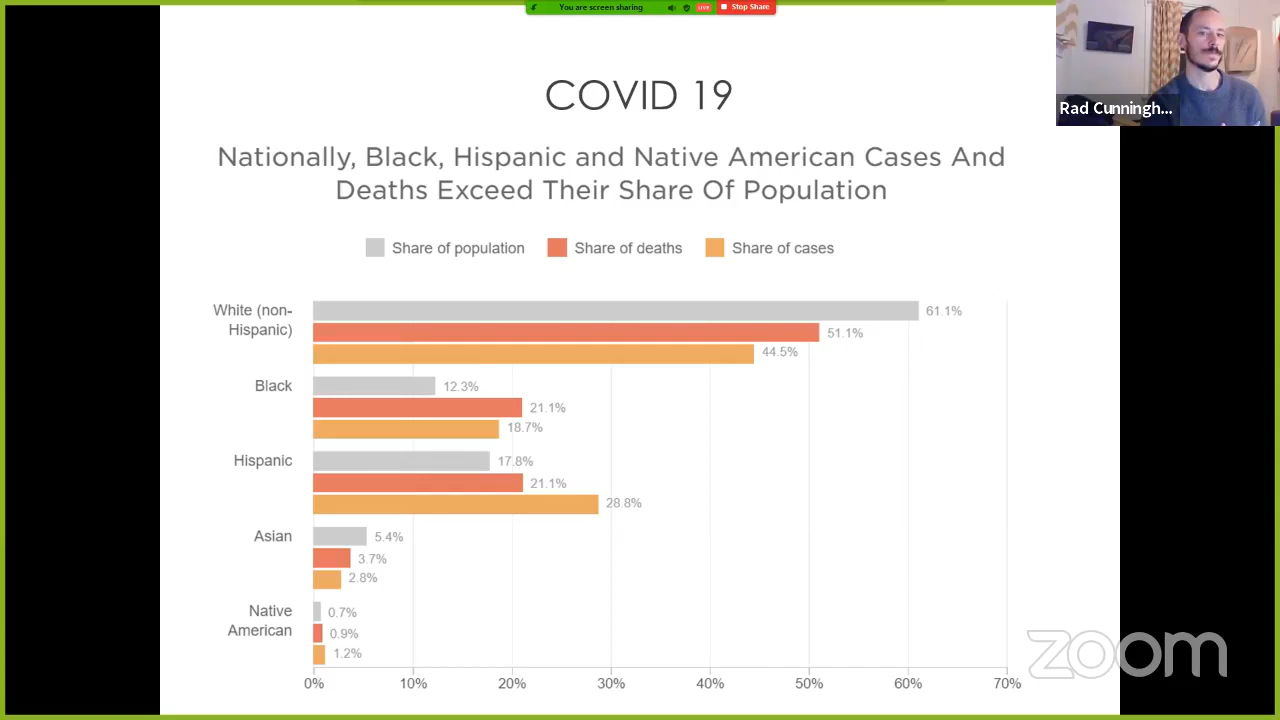 You are screen sharing
LIVE
Stop Share
Rad Cunningh...
COVID 19
Nationally, Black, Hispanic and Native American Cases And
Deaths Exceed Their Share Of Population
Share of population
Share of deaths
Share of cases
White (non-
Hispanic)
61.1%
51.1%
44.5%
Black
12.3%
21.1%
18.7%
Hispanic
17.8%
21.1%
28.8%
Asian
5.4%
3.7%
2.8%
Native
American
0.7%
0.9%
1.2%
0%
10%
20%
30%
40%
50%
60%
70%
zoom